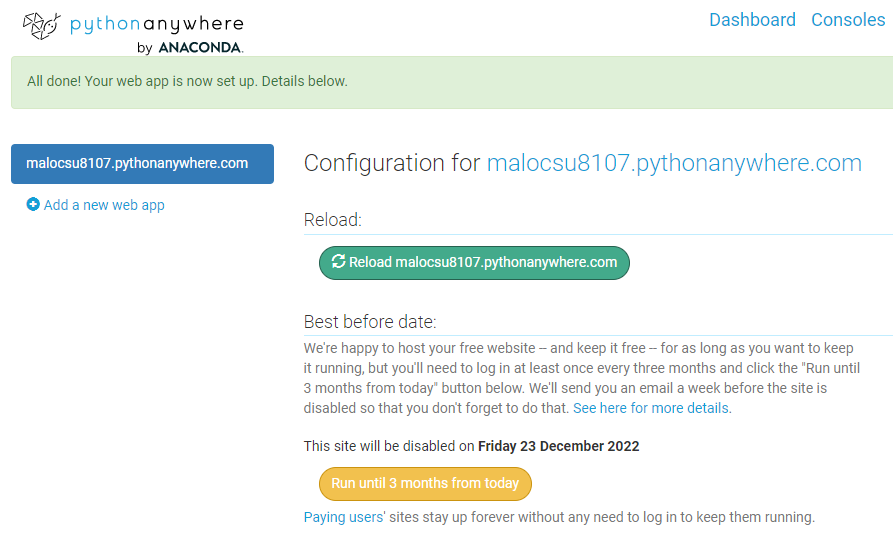 pythonanywhere
by ANACONDA.
Dashboard Consoles
All done! Your web app is now set up. Details below.
malocsu8107.pythonanywhere.com
Add a new web app
Configuration for malocsu8107.pythonanywhere.com
Reload:
Reload malocsu8107.pythonanywhere.com
Best before date:
We're happy to host your free website – and keep it free – for as long as you want to keep
it running, but you'll need to log in at least once every three months and click the "Run until
3 months from today" button below. We'll send you an email a week before the site is
disabled so that you don't forget to do that. See here for more details.
This site will be disabled on Friday 23 December 2022
Run until 3 months from today
Paying users' sites stay up forever without any need to log in to keep them running.